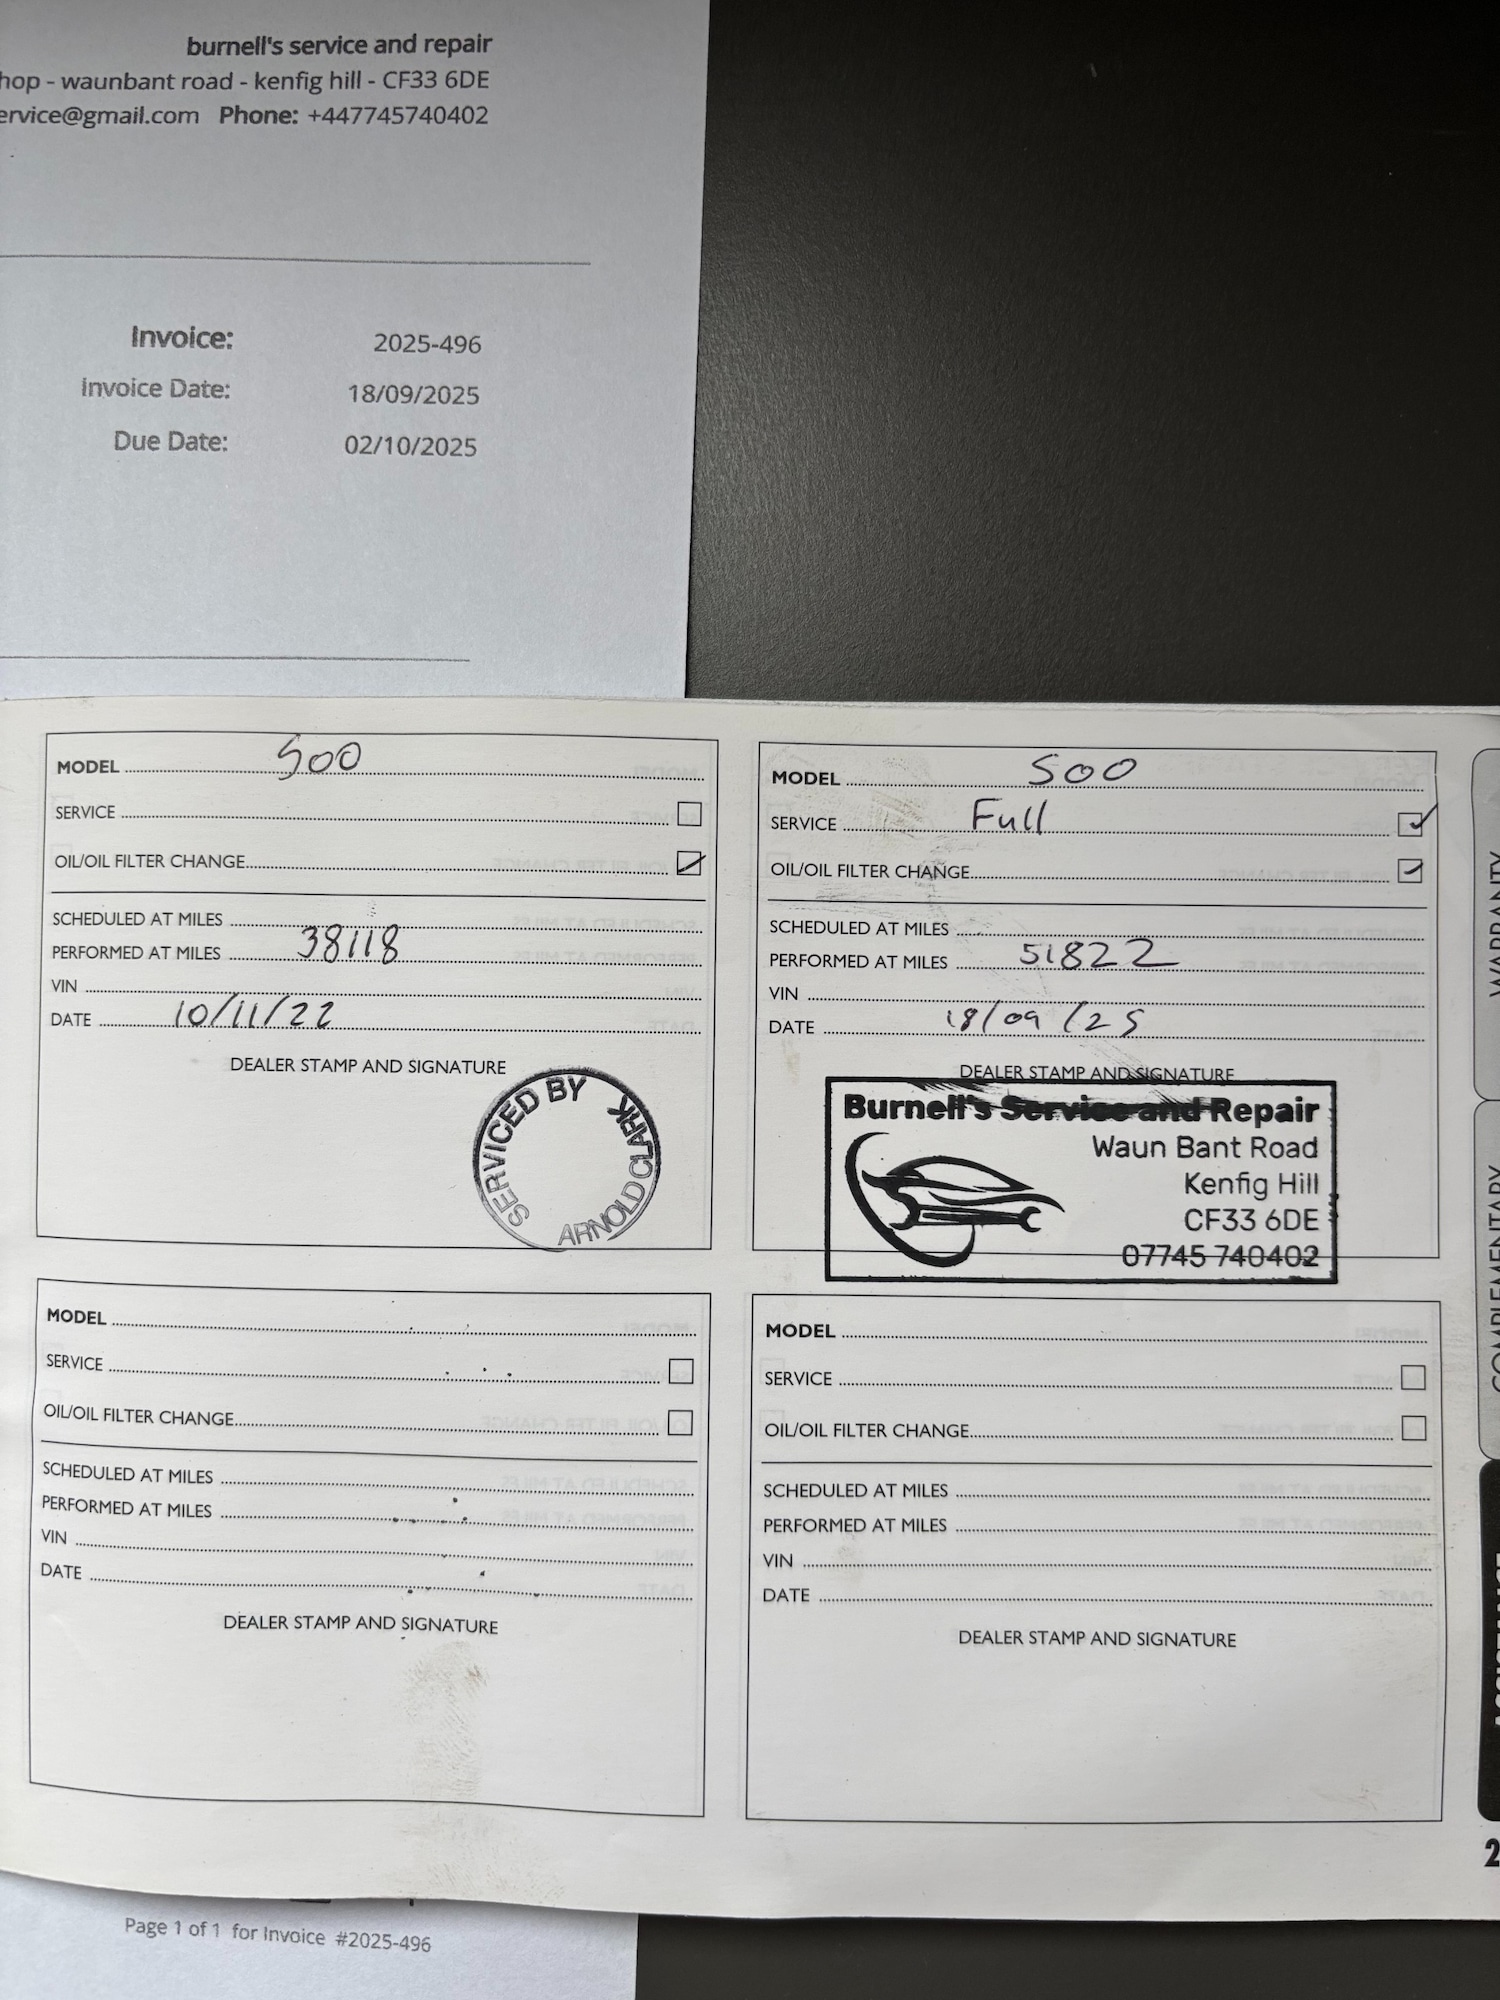 burnell's service and repair
hop - waunbant road - kenfig hill - CF33 6DE
ervice@gmail.com Phone: +447745740402
Invoice: 2025-496
Invoice Date: 18/09/2025
Due Date: 02/10/2025
MODEL 500
SERVICE
OIL/OIL FILTER CHANGE
SCHEDULED AT MILES
PERFORMED AT MILES 38118
VIN
DATE 10/11/22
DEALER STAMP AND SIGNATURE
SERVICED BY
ARNOLD CLARK
MODEL 500
SERVICE Full
OIL/OIL FILTER CHANGE
SCHEDULED AT MILES
PERFORMED AT MILES 51822
VIN
DATE 18/09/25
DEALER STAMP AND SIGNATURE
Burnell's Service and Repair
Waun Bant Road
Kenfig Hill
CF33 6DE
07745 740402
MODEL
SERVICE
OIL/OIL FILTER CHANGE
SCHEDULED AT MILES
PERFORMED AT MILES
VIN
DATE
DEALER STAMP AND SIGNATURE
MODEL
SERVICE
OIL/OIL FILTER CHANGE
SCHEDULED AT MILES
PERFORMED AT MILES
VIN
DATE
DEALER STAMP AND SIGNATURE
WARRANTY
COMPLEMENTARY
ASSISTANCE
2
Page 1 of 1 for Invoice #2025-496